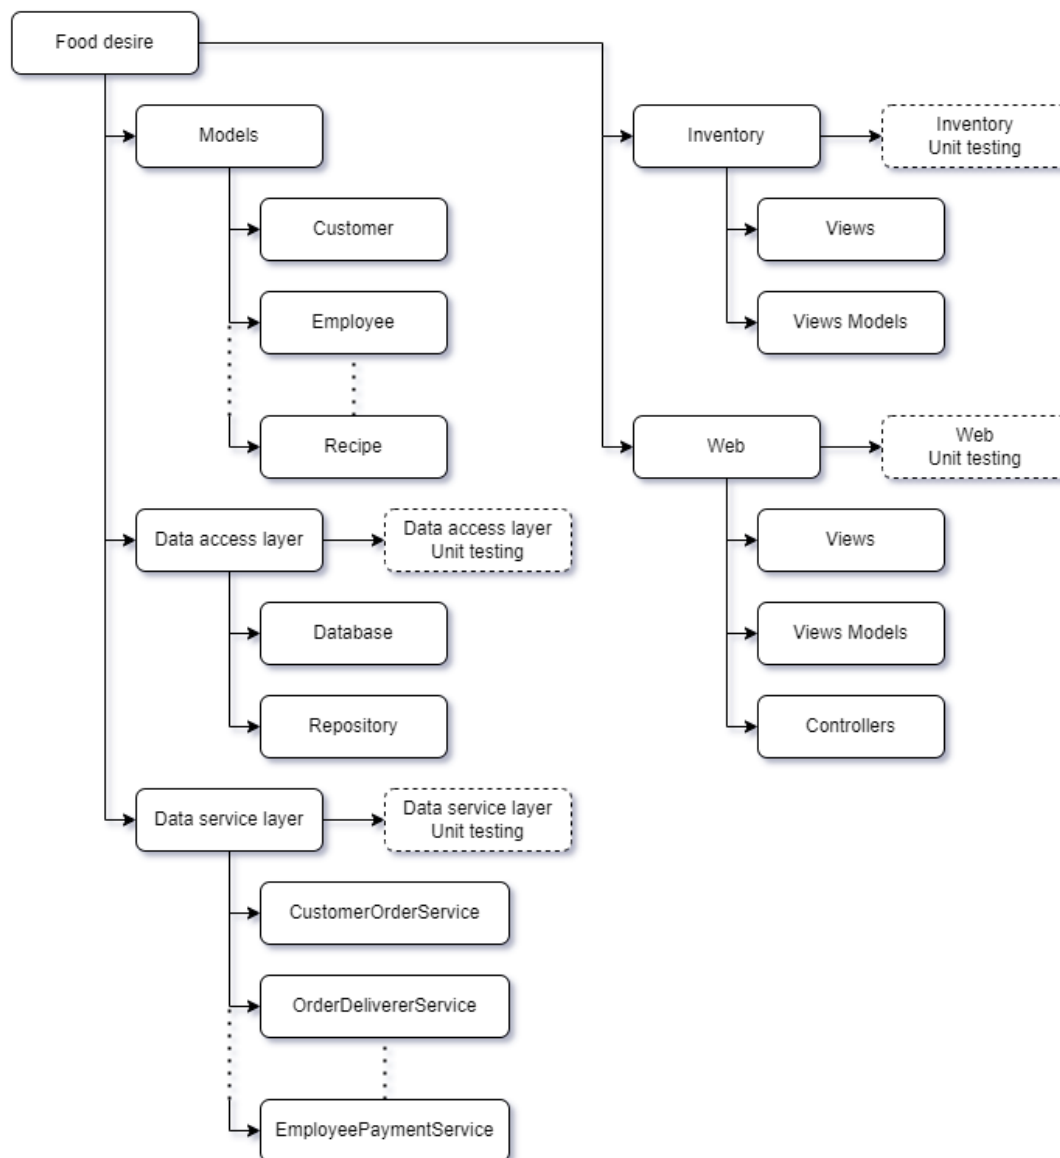 Food desire
Models
Customer
Employee
Recipe
Data access layer
Data access layer
Unit testing
Database
Repository
Data service layer
Data service layer
Unit testing
CustomerOrderService
OrderDelivererService
EmployeePaymentService
Inventory
Inventory
Unit testing
Views
Views Models
Web
Web
Unit testing
Views
Views Models
Controllers